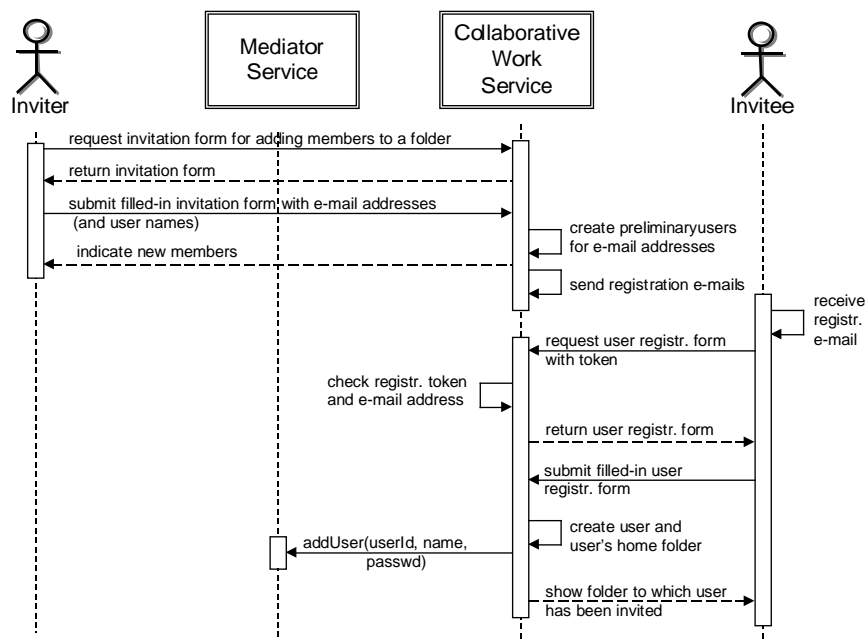 Inviter
Mediator
Service
Collaborative
Work
Service
Invitee
request invitation form for adding members to a folder
return invitation form
submit filled-in invitation form with e-mail addresses
(and user names)
create preliminaryusers
for e-mail addresses
indicate new members
send registration e-mails
receive
registr.
e-mail
request user registr. form
with token
check registr. token
and e-mail address
return user registr. form
submit filled-in user
registr. form
create user and
user's home folder
addUser(userId, name,
passwd)
show folder to which user
has been invited